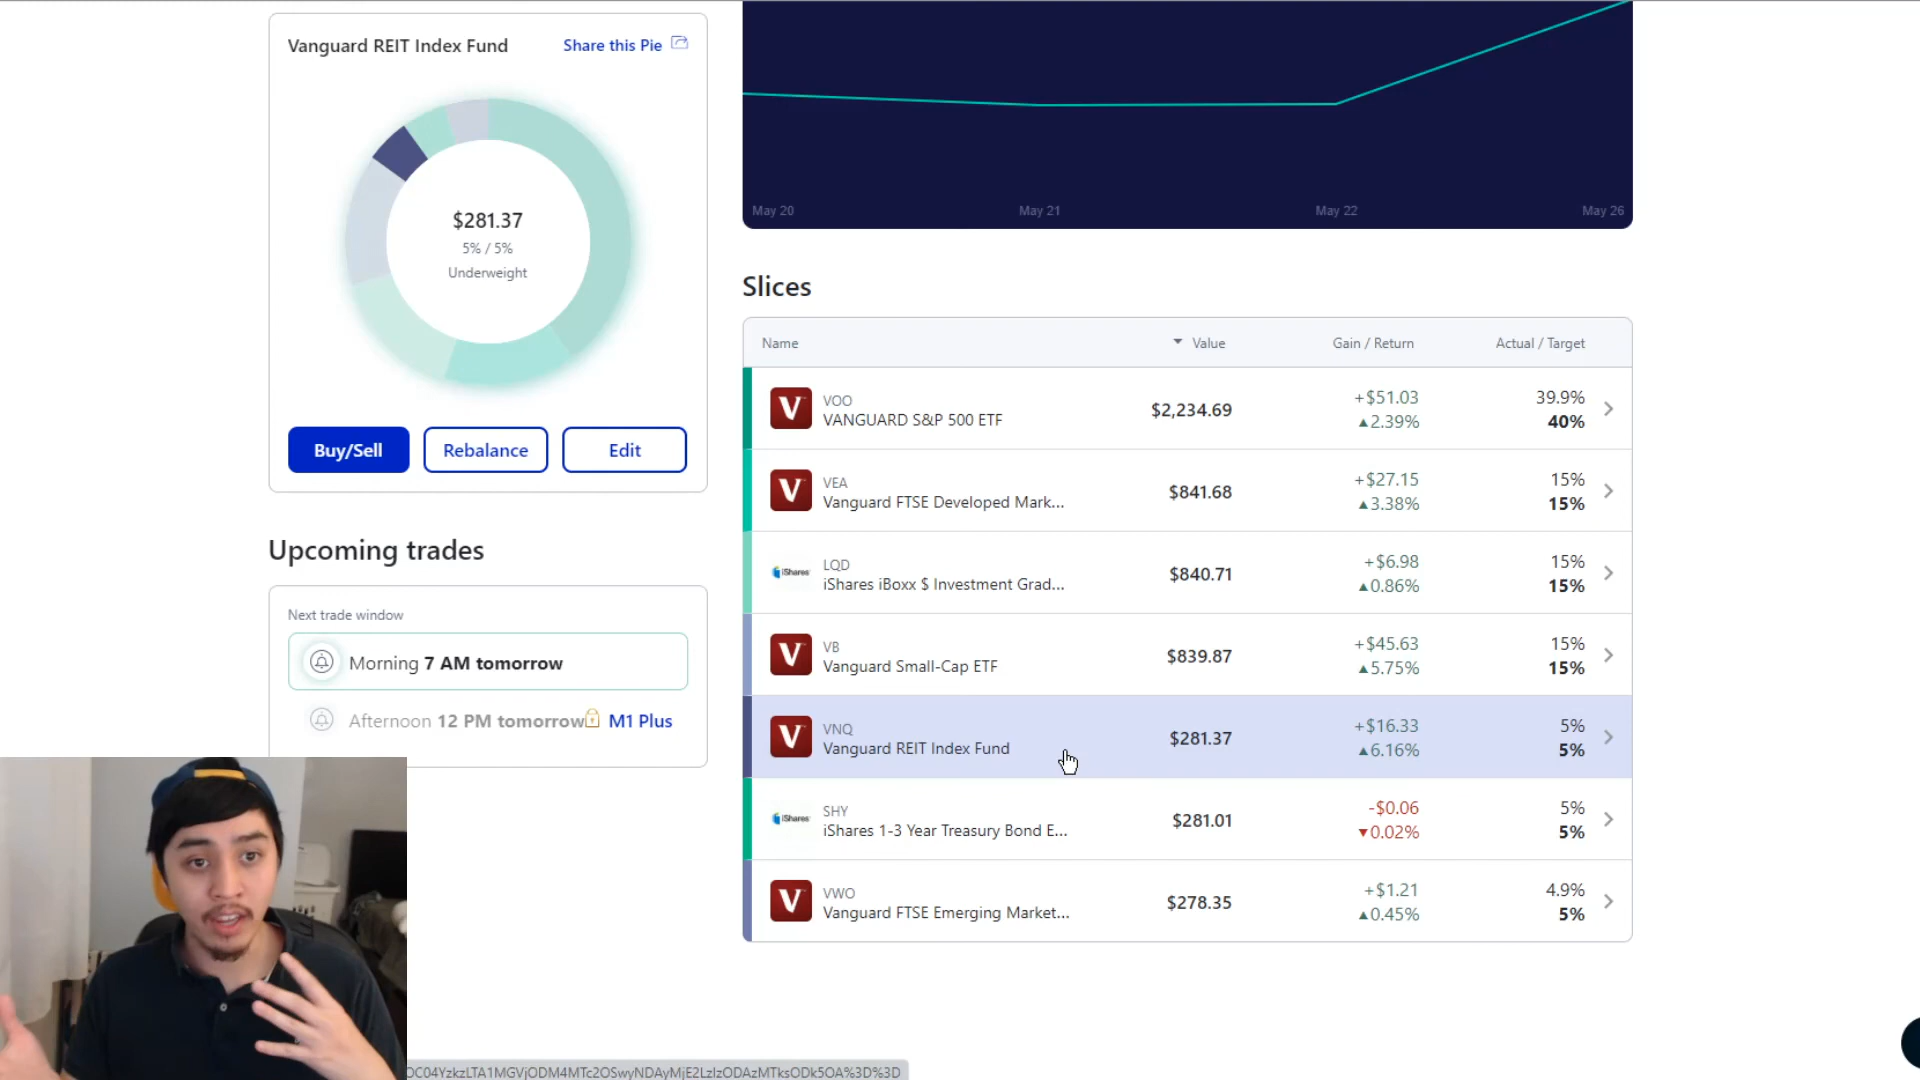 Vanguard REIT Index Fund
Share this Pie
$281.37
5% / 5%
Underweight
Buy/Sell
Rebalance
Edit
Upcoming trades
Next trade window
Morning 7 AM tomorrow
Afternoon 12 PM tomorrow M1 Plus
May 20
May 21
May 22
May 26
Slices
Name
Value
Gain / Return
Actual / Target
V
VOO
VANGUARD S&P 500 ETF
$2,234.69
+$51.03
▲2.39%
39.9%
40%
V
VEA
Vanguard FTSE Developed Mark...
$841.68
+$27.15
▲3.38%
15%
15%
iShares
LQD
iShares iBoxx $ Investment Grad...
$840.71
+$6.98
▲0.86%
15%
15%
V
VB
Vanguard Small-Cap ETF
$839.87
+$45.63
▲5.75%
15%
15%
V
VNQ
Vanguard REIT Index Fund
$281.37
+$16.33
▲6.16%
5%
5%
iShares
SHY
iShares 1-3 Year Treasury Bond E...
$281.01
-$0.06
▼0.02%
5%
5%
V
VWO
Vanguard FTSE Emerging Market...
$278.35
+$1.21
▲0.45%
4.9%
5%